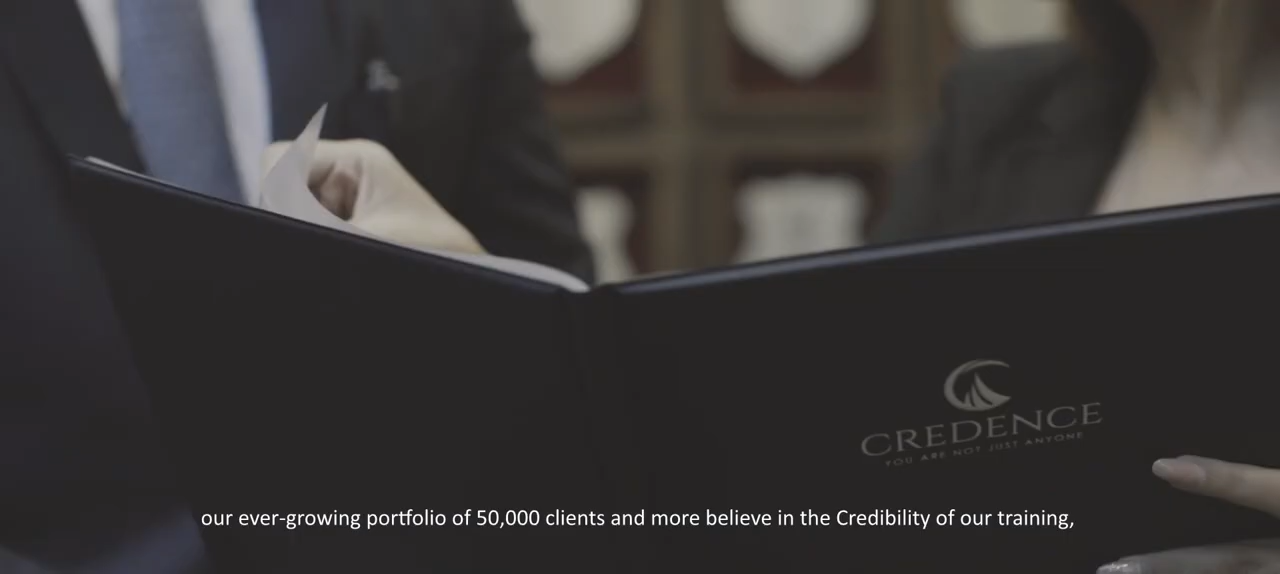 CREDENCE
YOU ARE NOT JUST ANYONE
our ever-growing portfolio of 50,000 clients and more believe in the Credibility of our training,